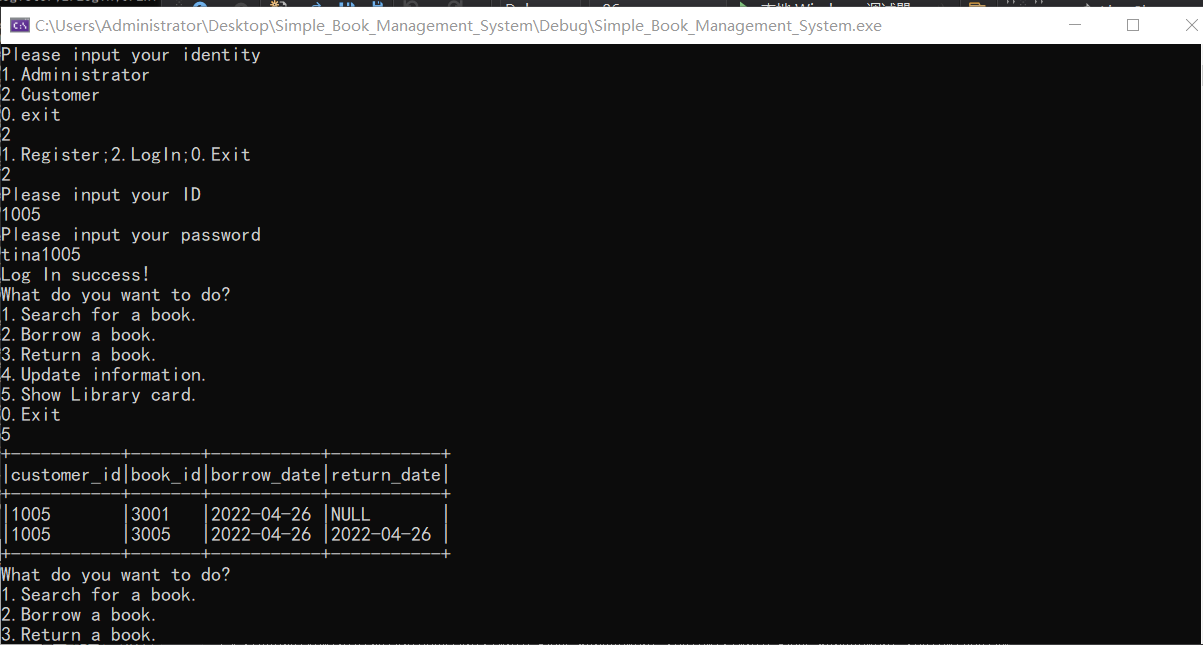 C:\Users\Administrator\Desktop\Simple_Book_Management_System\Debug\Simple_Book_Management_System.exe
Please input your identity
1.Administrator
2.Customer
0.exit
2
1.Register;2.LogIn;0.Exit
2
Please input your ID
1005
Please input your password
tina1005
Log In success!
What do you want to do?
1.Search for a book.
2.Borrow a book.
3.Return a book.
4.Update information.
5.Show Library card.
0.Exit
5
+-----------+-------+-----------+-----------+
|customer_id|book_id|borrow_date|return_date|
+-----------+-------+-----------+-----------+
|1005       |3001   |2022-04-26 |NULL       |
|1005       |3005   |2022-04-26 |2022-04-26 |
+-----------+-------+-----------+-----------+
What do you want to do?
1.Search for a book.
2.Borrow a book.
3.Return a book.